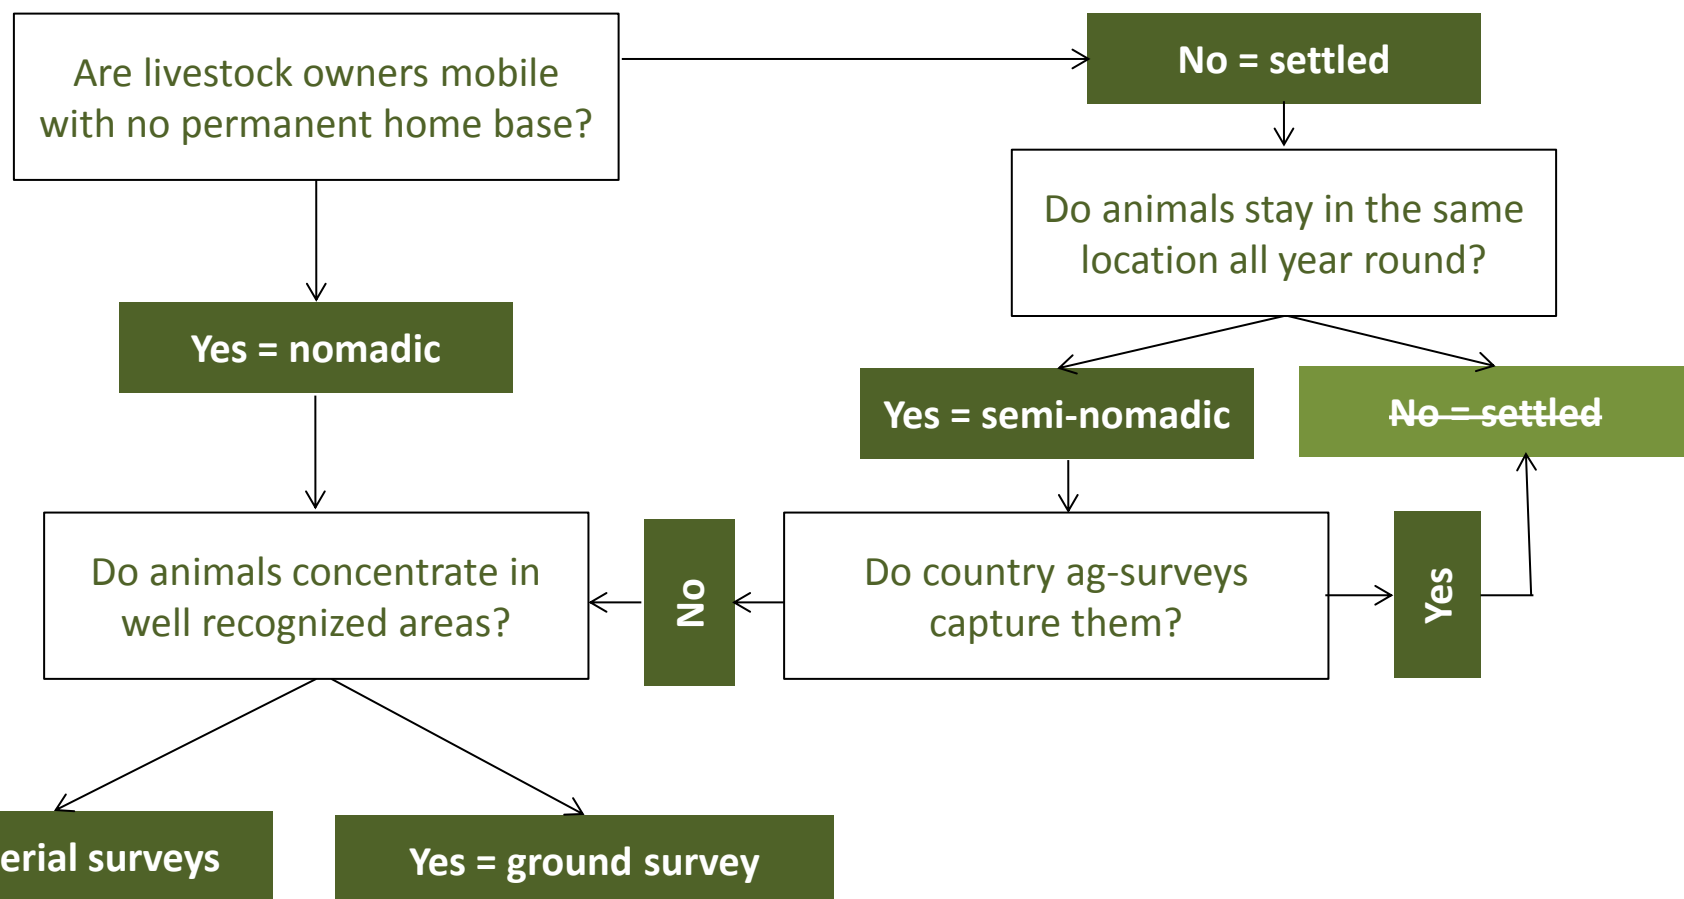 Are livestock owners mobile
with no permanent home base?
No = settled
Do animals stay in the same
location all year round?
Yes = nomadic
Yes = semi-nomadic
No = settled
Do animals concentrate in
well recognized areas?
No
Do country ag-surveys
capture them?
Yes
surveys
Yes = ground survey